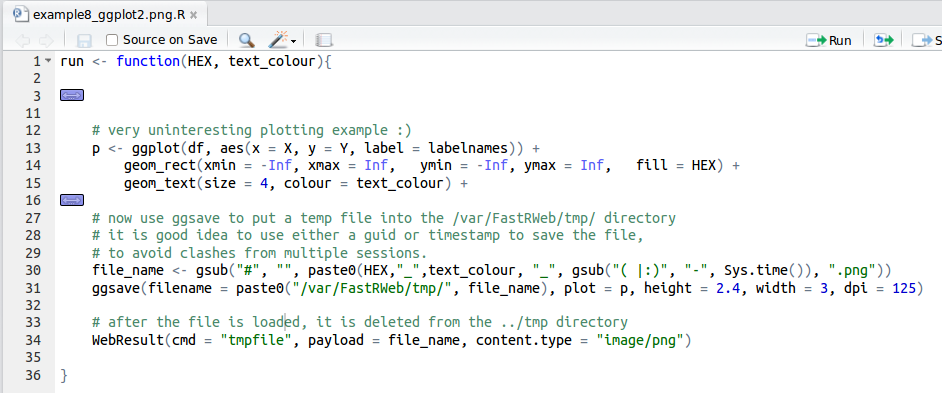 example8_ggplot2.png.R ×
Source on Save Run S
1 run <- function(HEX, text_colour){
2
3
11
12 # very uninteresting plotting example :)
13 p <- ggplot(df, aes(x = X, y = Y, label = labelnames)) +
14 geom_rect(xmin = -Inf, xmax = Inf,   ymin = -Inf, ymax = Inf,   fill = HEX) +
15 geom_text(size = 4, colour = text_colour) +
16
27 # now use ggsave to put a temp file into the /var/FastRWeb/tmp/ directory
28 # it is good idea to use either a guid or timestamp to save the file,
29 # to avoid clashes from multiple sessions.
30 file_name <- gsub("#", "", paste0(HEX,"_",text_colour, "_", gsub("( |:)", "-", Sys.time()), ".png"))
31 ggsave(filename = paste0("/var/FastRWeb/tmp/", file_name), plot = p, height = 2.4, width = 3, dpi = 125)
32
33 # after the file is loaded, it is deleted from the ../tmp directory
34 WebResult(cmd = "tmpfile", payload = file_name, content.type = "image/png")
35
36 }